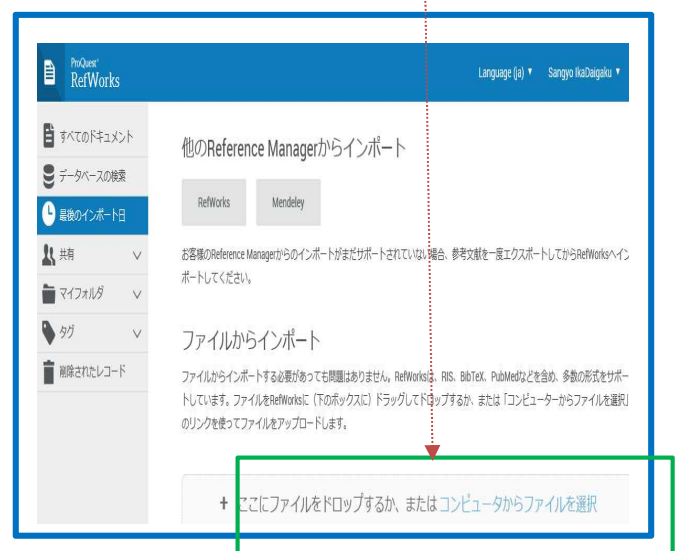 ProQuest®
RefWorks
Language (ja) ▼ Sangyo IkaDaigaku ▼
すべてのドキュメント
データベースの検索
最後のインポート日
共有
マイフォルダ
タグ
削除されたレコード
他のReference Managerからインポート
RefWorks Mendeley
お客様のReference Managerからのインポートがまだサポートされていない場合、参考文献を一度エクスポートしてからRefWorksへイン
ポートしてください。
ファイルからインポート
ファイルからインポートする必要があっても問題はありません。RefWorksは、RIS、BibTeX、PubMedなどを含め、多数の形式をサポー
トしています。ファイルをRefWorksに（下のボックスに）ドラッグしてドロップするか、または「コンピューターからファイルを選択」
のリンクを使ってファイルをアップロードします。
+ ここにファイルをドロップするか、または コンピュータからファイルを選択